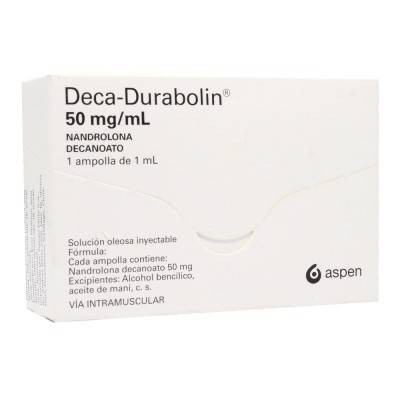 Deca-Durabolin®
50 mg/mL
NANDROLONA
DECANOATO
1 ampolla de 1 mL
Solución oleosa inyectable
Fórmula:
Cada ampolla contiene:
Nandrolona decanoato 50 mg
Excipientes: Alcohol bencílico,
aceite de maní, c. s.
VÍA INTRAMUSCULAR
aspen